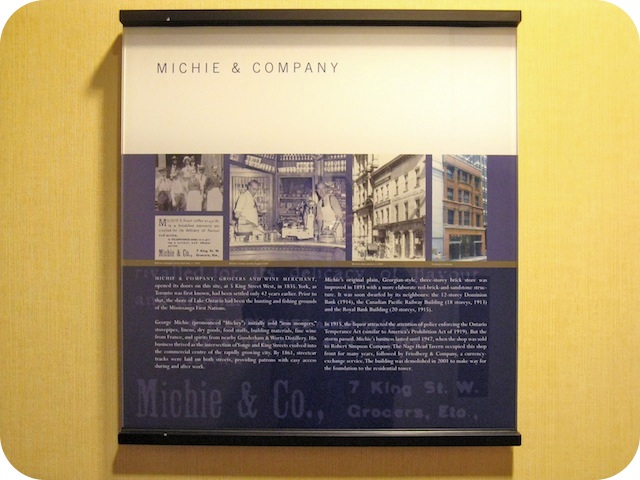 MICHIE & COMPANY
MICHIE & COMPANY, GROCERS AND WINE MERCHANT,
opened its doors on this site, at 5 King Street West, in 1835. York, as
Toronto was first known, had been settled only 42 years earlier. Prior to
that, the shore of Lake Ontario had been the hunting and fishing grounds
of the Mississauga First Nations.
George Michie (pronounced "Mickey") initially sold "iron mongery,"
stovepipes, linens, dry goods, food stuffs, building materials, fine wine
from France, and spirits from nearby Gooderham & Worts Distillery. His
business thrived as the intersection of Yonge and King Streets evolved into
the commercial centre of the rapidly growing city. By 1861, streetcar
tracks were laid on both streets, providing patrons with easy access
during and after work.
Michie's original plain, Georgian-style, three-storey brick store was
improved in 1893 with a more elaborate red-brick-and-sandstone struc-
ture. It was soon dwarfed by its neighbours: the 12-storey Dominion
Bank (1914), the Canadian Pacific Railway Building (18 storeys, 1913)
and the Royal Bank Building (20 storys, 1915).
In 1915, the liquor attracted the attention of police enforcing the Ontario
Temperance Act (similar to America's Prohibition Act of 1919). But the
storm passed. Michie's business lasted until 1947, when the shop was sold
to Robert Simpson Company. The Nags Head Tavern occupied this shop
front for many years, followed by Friedberg & Company, a currency-
exchange service. The building was demolished in 2001 to make way for
the foundation to the residential tower.
Michie & Co.,
7 King St. W.
Grocers, Etc.,
Michie & Co.,
7 King St. W.
Grocers, Etc.,